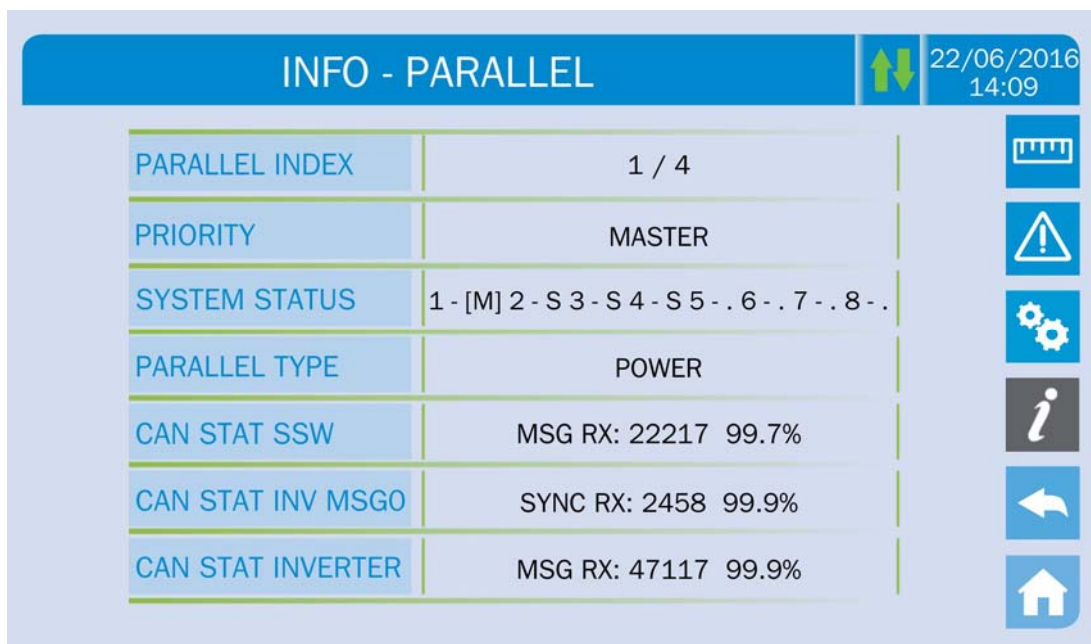 INFO - PARALLEL
22/06/2016
14:09
PARALLEL INDEX 1 / 4
PRIORITY MASTER
SYSTEM STATUS 1 - [M] 2 - S 3 - S 4 - S 5 - . 6 - . 7 - . 8 - .
PARALLEL TYPE POWER
CAN STAT SSW MSG RX: 22217 99.7%
CAN STAT INV MSG0 SYNC RX: 2458 99.9%
CAN STAT INVERTER MSG RX: 47117 99.9%